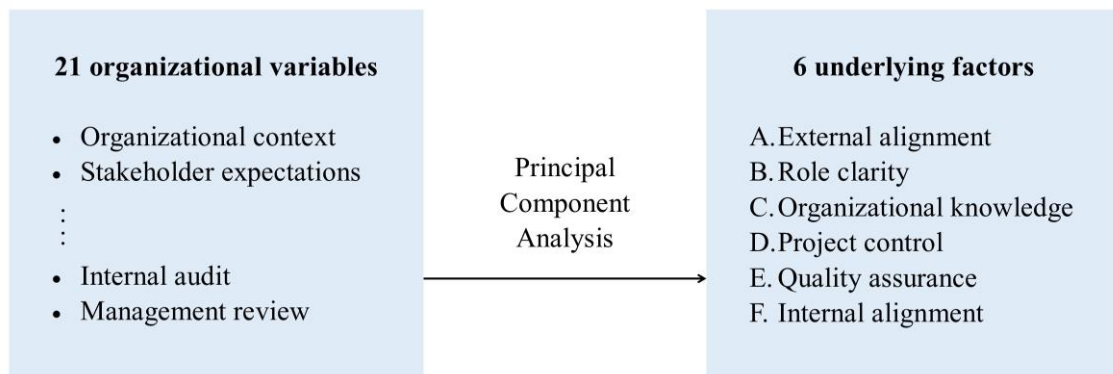 21 organizational variables
• Organizational context
• Stakeholder expectations
• Internal audit
• Management review
Principal
Component
Analysis
6 underlying factors
A. External alignment
B. Role clarity
C. Organizational knowledge
D. Project control
E. Quality assurance
F. Internal alignment